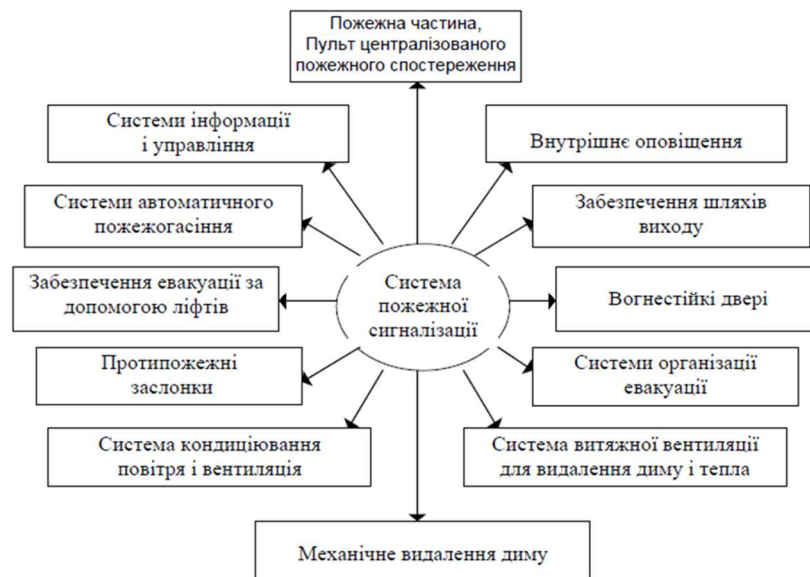 Пожежна частина,
Пульт централізованого
пожежного спостереження
Системи інформації
і управління
Внутрішнє оповіщення
Системи автоматичного
пожежогасіння
Забезпечення шляхів
виходу
Забезпечення евакуації за
допомогою ліфтів
Система
пожежної
сигналізації
Вогнестійкі двері
Протипожежні
заслонки
Системи організації
евакуації
Система кондиціювання
повітря і вентиляція
Система витяжної вентиляції
для видалення диму і тепла
Механічне видалення диму